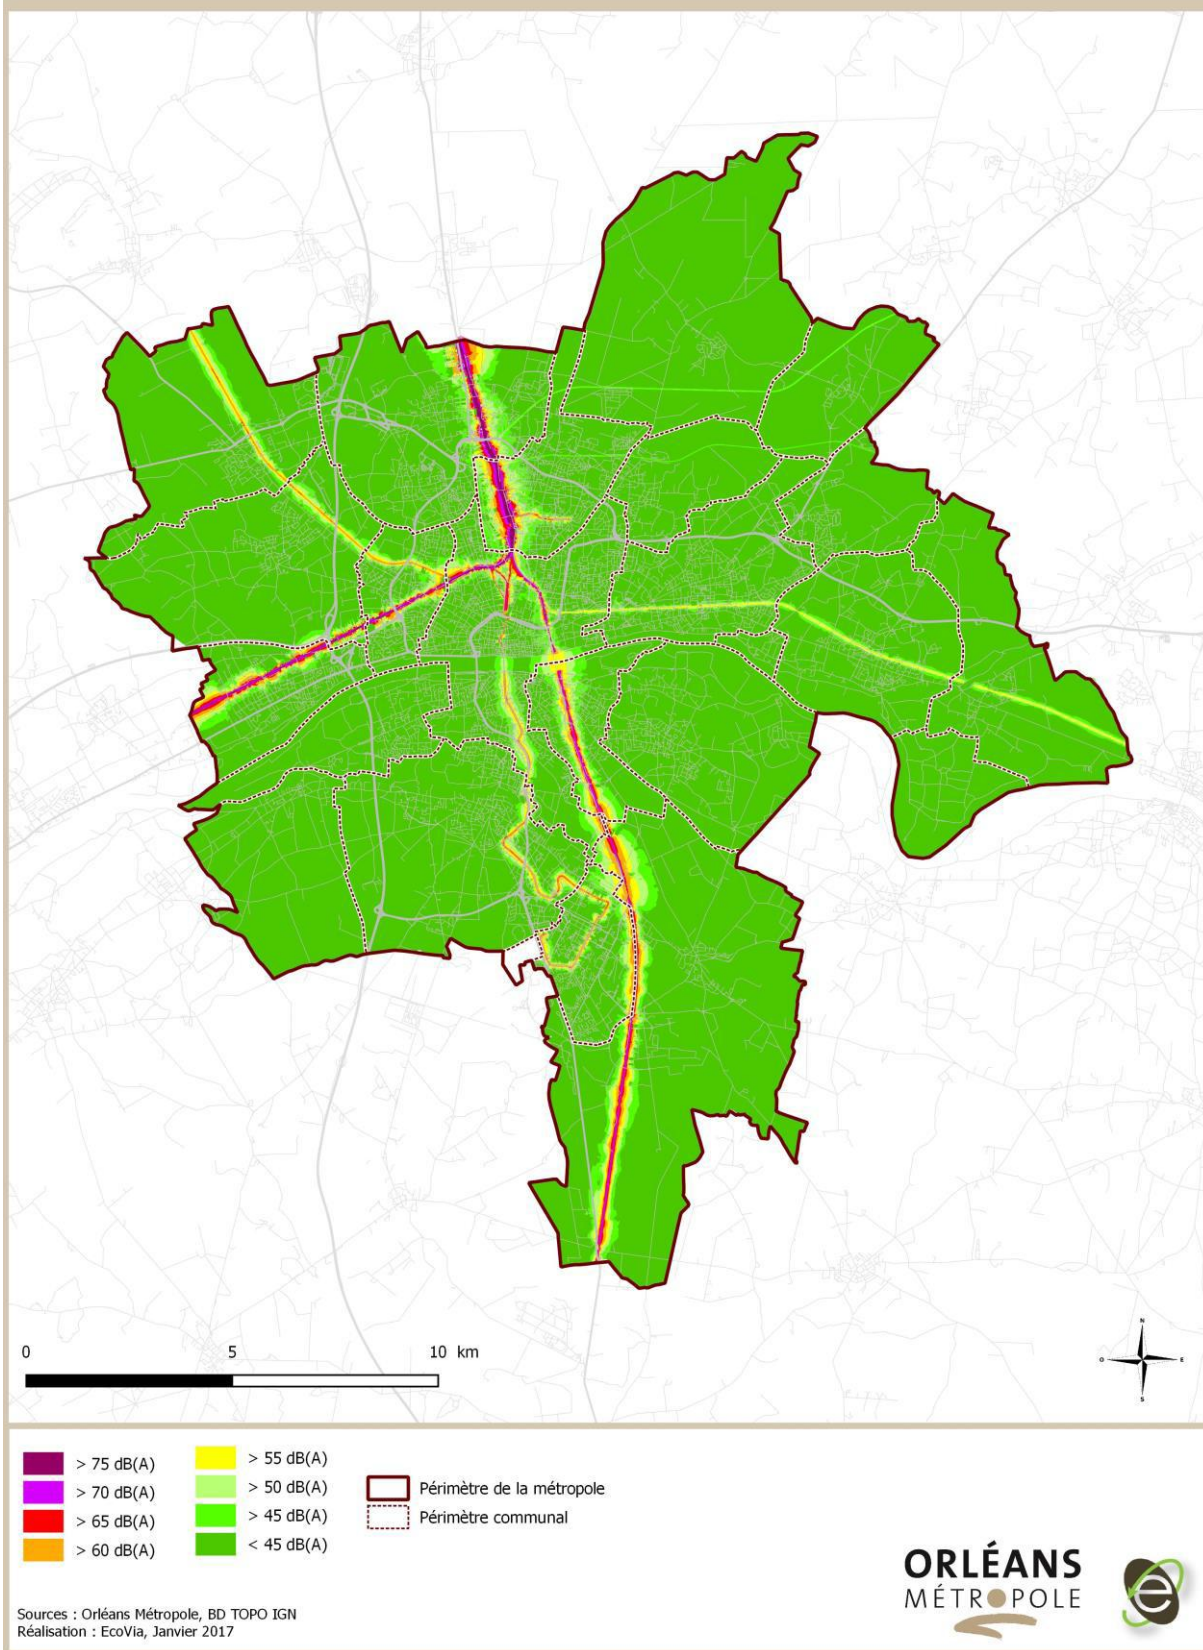 N
O
E
S
0 5 10 km
> 75 dB(A)
> 70 dB(A)
> 65 dB(A)
> 60 dB(A)
> 55 dB(A)
> 50 dB(A)
> 45 dB(A)
< 45 dB(A)
Périmètre de la métropole
Périmètre communal
ORLÉANS
MÉTROPOLE
e
Sources : Orléans Métropole, BD TOPO IGN
Réalisation : EcoVia, Janvier 2017